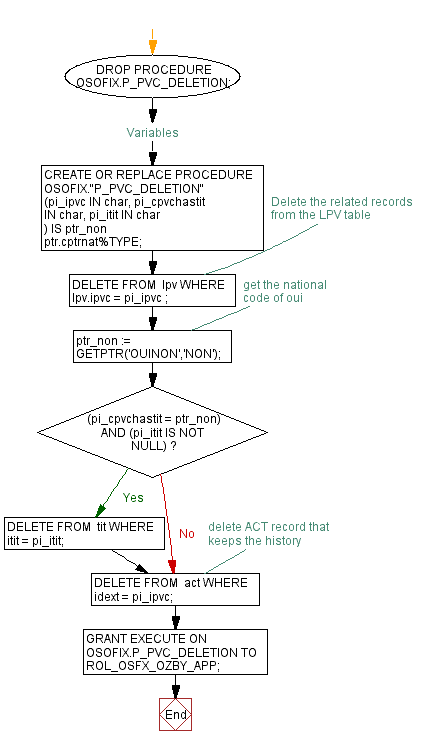 DROP PROCEDURE
OSOFIX.P_PVC_DELETION;
Variables
CREATE OR REPLACE PROCEDURE
OSOFIX."P_PVC_DELETION"
(pi_ipvc IN char, pi_cpvchastit
IN char, pi_itit IN char
) IS ptr_non
ptr.cptrnat%TYPE;
Delete the related records
from the LPV table
DELETE FROM lpv WHERE
lpv.ipvc = pi_ipvc ;
get the national
code of oui
ptr_non :=
GETPTR('OUINON','NON');
(pi_cpvchastit = ptr_non)
AND (pi_itit IS NOT
NULL) ?
Yes
No
DELETE FROM tit WHERE
itit = pi_itit;
delete ACT record that
keeps the history
DELETE FROM act WHERE
idext = pi_ipvc;
GRANT EXECUTE ON
OSOFIX.P_PVC_DELETION TO
ROL_OSFX_OZBY_APP;
End